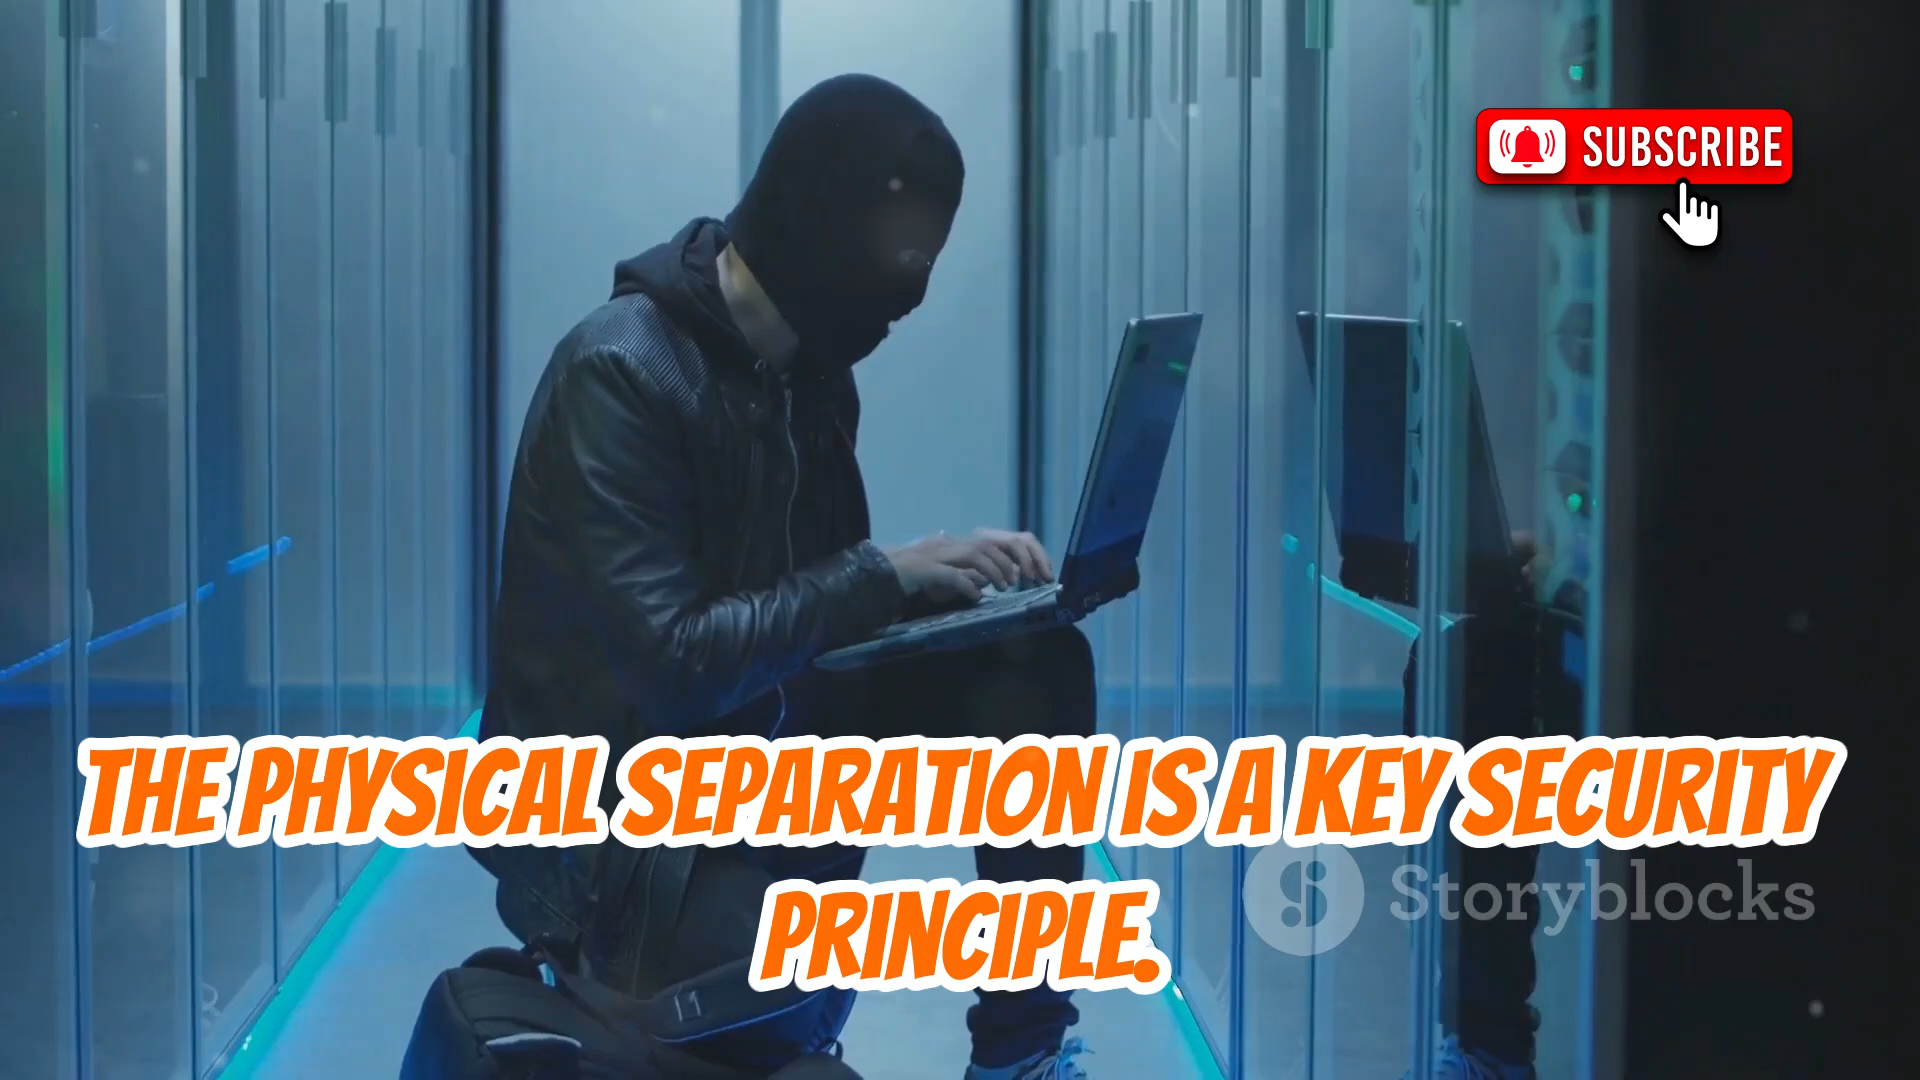 SUBSCRIBE
THE PHYSICAL SEPARATION IS A KEY SECURITY
PRINCIPLE.
Storyblocks